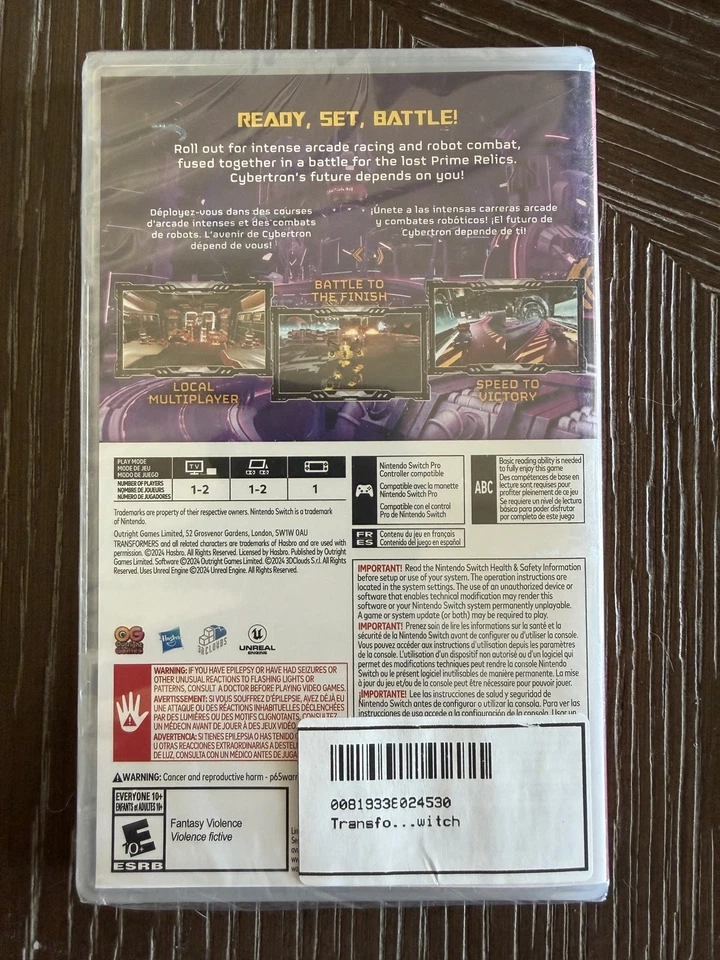 READY, SET, BATTLE!
Roll out for intense arcade racing and robot combat,
fused together in a battle for the lost Prime Relics.
Cybertron's future depends on you!
Déployez-vous dans des courses
d'arcade intenses et des combats
de robots. L'avenir de Cybertron
dépend de vous!
¡Únete a las intensas carreras arcade
y combates robóticos! ¡El futuro de
Cybertron depende de ti!
BATTLE TO
THE FINISH
LOCAL
MULTIPLAYER
SPEED TO
VICTORY
PLAY MODE
MODE DE JEU
MODO DE JUEGO
TV
NUMBER OF PLAYERS
NOMBRE DE JOUEURS
NÚMERO DE JUGADORES
1-2
1-2
1
Nintendo Switch Pro
Controller compatible
Compatible avec la manette
Nintendo Switch Pro
Compatible con el control
Pro de Nintendo Switch
ABC
Basic reading ability is needed
to fully enjoy this game
Des compétences de base en
lecture sont requises pour
profiter pleinement de ce jeu
Se requiere un nivel de lectura
básico para poder disfrutar
por completo de este juego
Trademarks are property of their respective owners. Nintendo Switch is a trademark
of Nintendo.
Outright Games Limited, 52 Grosvenor Gardens, London, SW1W 0AU
TRANSFORMERS and all related characters are trademarks of Hasbro and are used with
permission. ©2024 Hasbro. All Rights Reserved. Licensed by Hasbro. Published by Outright
Games Limited. Software ©2024 Outright Games Limited. ©2024 3DClouds S.r.l. All Rights
Reserved. Uses Unreal Engine ©2024 Unreal Engine. All Rights Reserved.
FR Contenu du jeu en français
ES Contenido del juego en español
IMPORTANT! Read the Nintendo Switch Health & Safety Information
before setup or use of your system. The operation instructions are
located in the system settings. The use of an unauthorized device or
software that enables technical modification may render this
software or your Nintendo Switch system permanently unplayable.
A game or system update (or both) may be required to play.
IMPORTANT! Prenez soin de lire les informations sur la santé et la
sécurité de la Nintendo Switch avant de configurer ou d'utiliser la console.
Vous pouvez accéder aux instructions d'utilisation depuis les paramètres
de la console. L'utilisation d'un dispositif non autorisé ou d'un logiciel qui
permet des modifications techniques peut rendre la console Nintendo
Switch ou le présent logiciel inutilisables de manière permanente. La mise
à jour du jeu et/ou de la console peut être nécessaire pour pouvoir jouer.
¡IMPORTANTE! Lee las instrucciones de salud y seguridad de
Nintendo Switch antes de configurar o utilizar la consola. Para ver las
instrucciones de uso accede a la configuración de la consola. Usar un
OG
Hasbro
3DCLOUDS
UNREAL
ENGINE
WARNING: IF YOU HAVE EPILEPSY OR HAVE HAD SEIZURES OR
OTHER UNUSUAL REACTIONS TO FLASHING LIGHTS OR
PATTERNS, CONSULT A DOCTOR BEFORE PLAYING VIDEO GAMES.
AVERTISSEMENT: SI VOUS SOUFFREZ D'ÉPILEPSIE, AVEZ DÉJÀ EU
UNE ATTAQUE OU DES RÉACTIONS INHABITUELLES DÉCLENCHÉES
PAR DES LUMIÈRES OU DES MOTIFS CLIGNOTANTS, CONSULTEZ
UN MÉDECIN AVANT DE JOUER À DES JEUX VIDÉO
ADVERTENCIA: SI TIENES EPILEPSIA O HAS TENIDO
U OTRAS REACCIONES EXTRAORDINARIAS A
DE LUZ, CONSULTA CON UN MÉDICO ANTES DE
WARNING: Cancer and reproductive harm - p65warn
EVERYONE 10+
ENFANTS et ADULTES 10+
E
10+
ESRB
Fantasy Violence
Violence fictive
0081933E024530
Transfo...witch